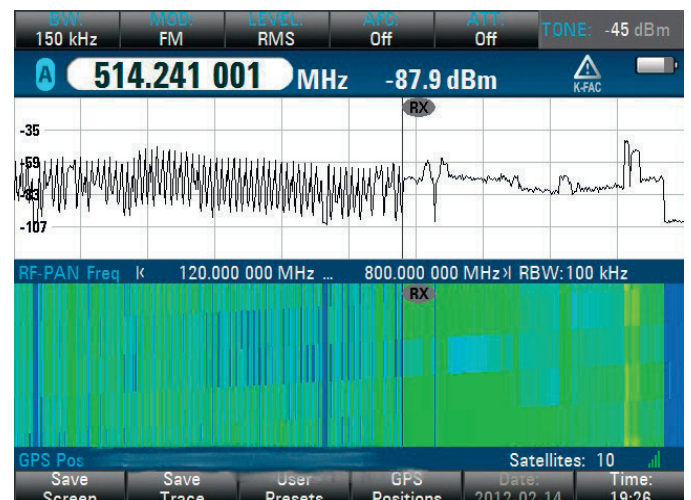 BW: MOD: LEVEL: AFC: ATT: TONE: -45 dBm
150 kHz FM RMS Off Off
A 514.241 001 MHz -87.9 dBm K-FAC
RX
-35
-59
-83
-107
RF-PAN Freq 120.000 000 MHz ... 800.000 000 MHz RBW:100 kHz
RX
GPS Pos Satellites: 10
Save Save User GPS Date: Time:
Screen Trace Presets Positions 2012-02-14 19:26